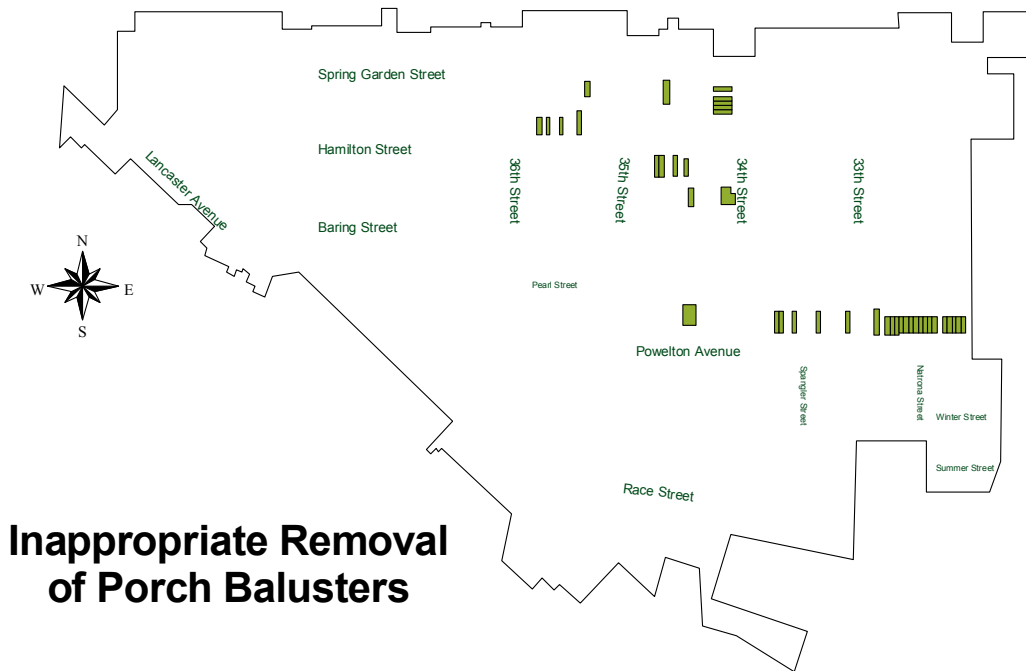 Spring Garden Street
Hamilton Street
Lancaster Avenue
36th Street
35th Street
34th Street
33th Street
Baring Street
N
W
E
S
Pearl Street
Powelton Avenue
Spangler Street
Natrona Street
Winter Street
Summer Street
Race Street
Inappropriate Removal
of Porch Balusters